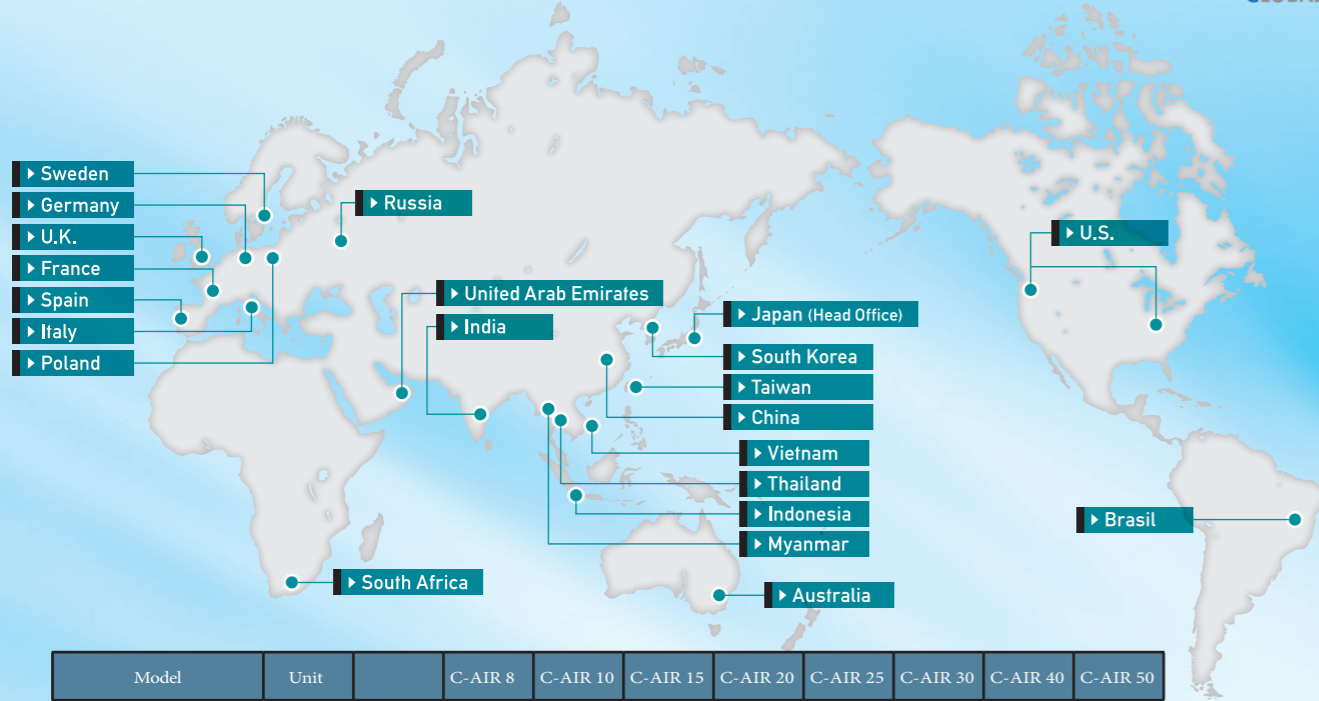 Sweden
Germany
U.K.
France
Spain
Italy
Poland
Russia
United Arab Emirates
India
Japan (Head Office)
South Korea
Taiwan
China
Vietnam
Thailand
Indonesia
Myanmar
Australia
South Africa
U.S.
Brasil
Model Unit C-AIR 8 C-AIR 10 C-AIR 15 C-AIR 20 C-AIR 25 C-AIR 30 C-AIR 40 C-AIR 50